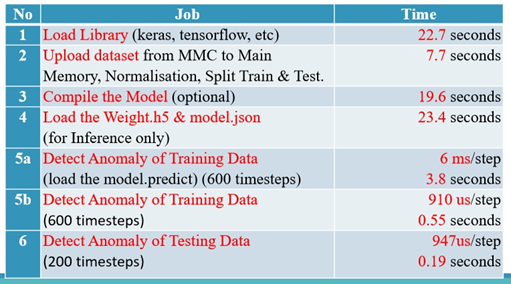 No Job Time
1 Load Library (keras, tensorflow, etc) 22.7 seconds
2 Upload dataset from MMC to Main 7.7 seconds
Memory, Normalisation, Split Train & Test.
3 Compile the Model (optional) 19.6 seconds
4 Load the Weight.h5 & model.json 23.4 seconds
(for Inference only)
5a Detect Anomaly of Training Data 6 ms/step
(load the model.predict) (600 timesteps) 3.8 seconds
5b Detect Anomaly of Training Data 910 us/step
(600 timesteps) 0.55 seconds
6 Detect Anomaly of Testing Data 947us/step
(200 timesteps) 0.19 seconds